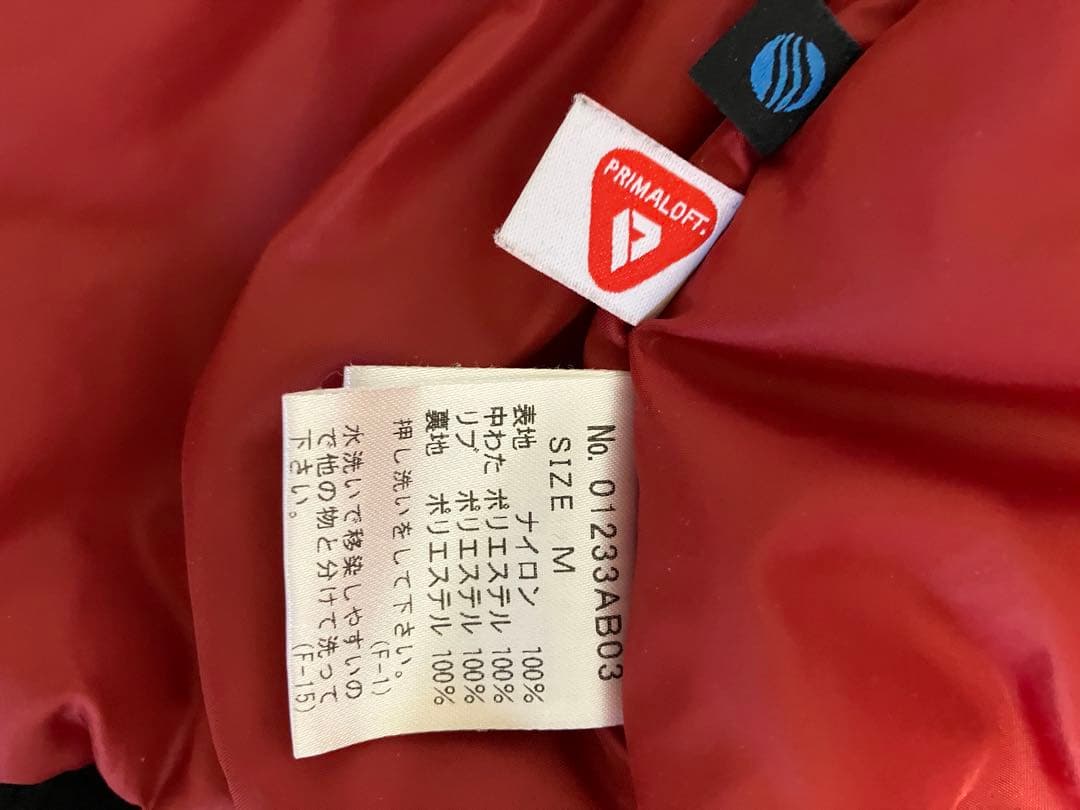 PRIMALOFT.
No. 01233AB03
SIZE M
表地 ナイロン 100%
中わた ポリエステル 100%
リブ ポリエステル 100%
裏地 ポリエステル 100%
押し洗いをして下さい。
(F-1)
水洗いで移染しやすいの
で他の物と分けて洗って
下さい。 (F-15)